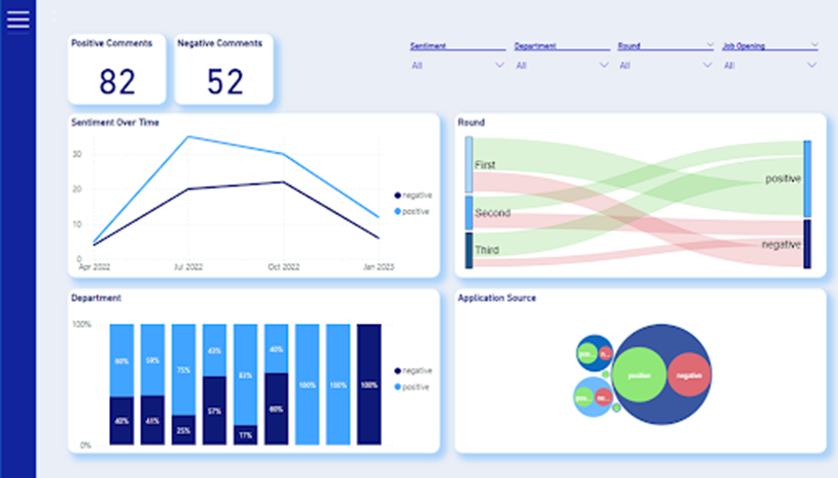 Positive Comments
82
Negative Comments
52
Sentiment
All
Department
All
Round
All
Job Opening
All
Sentiment Over Time
30
20
10
0
Apr 2022 Jul 2022 Oct 2022 Jan 2023
negative
positive
Round
First
Second
Third
positive
negative
Department
100%
0%
60% 59% 75% 43% 83% 40% 100% 100% 100%
40% 41% 25% 57% 17% 60%
negative
positive
Application Source
pos... n...
positive negative
pos... ne...